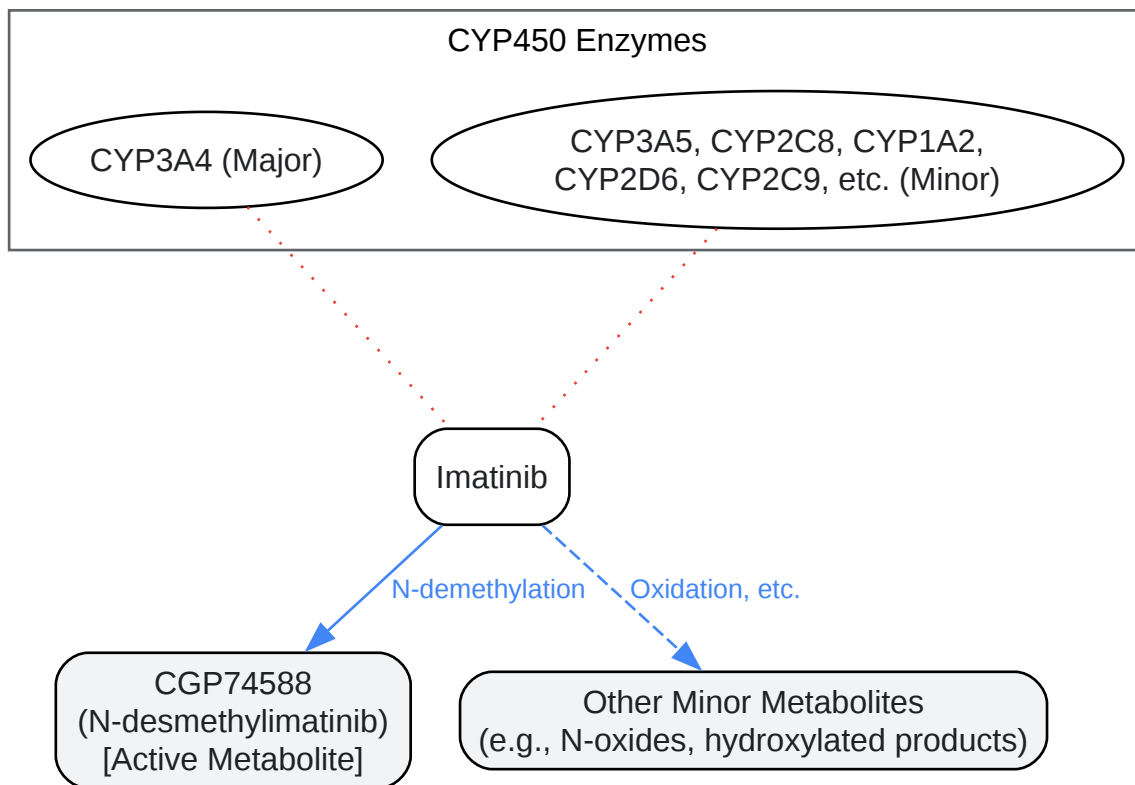 CYP450 Enzymes
CYP3A4 (Major)
CYP3A5, CYP2C8, CYP1A2,
CYP2D6, CYP2C9, etc. (Minor)
Imatinib
N-demethylation
Oxidation, etc.
CGP74588
(N-desmethylimatinib)
[Active Metabolite]
Other Minor Metabolites
(e.g., N-oxides, hydroxylated products)